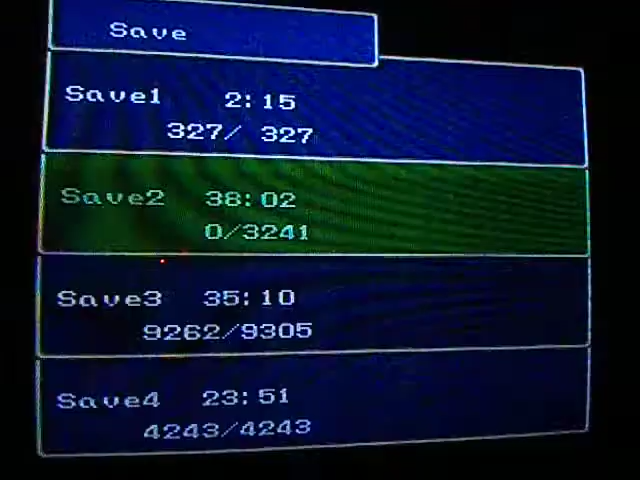 Save
Save1 2:15
327/ 327
Save2 38:02
0/3241
Save3 35:10
9262/9305
Save4 23:51
4243/4243